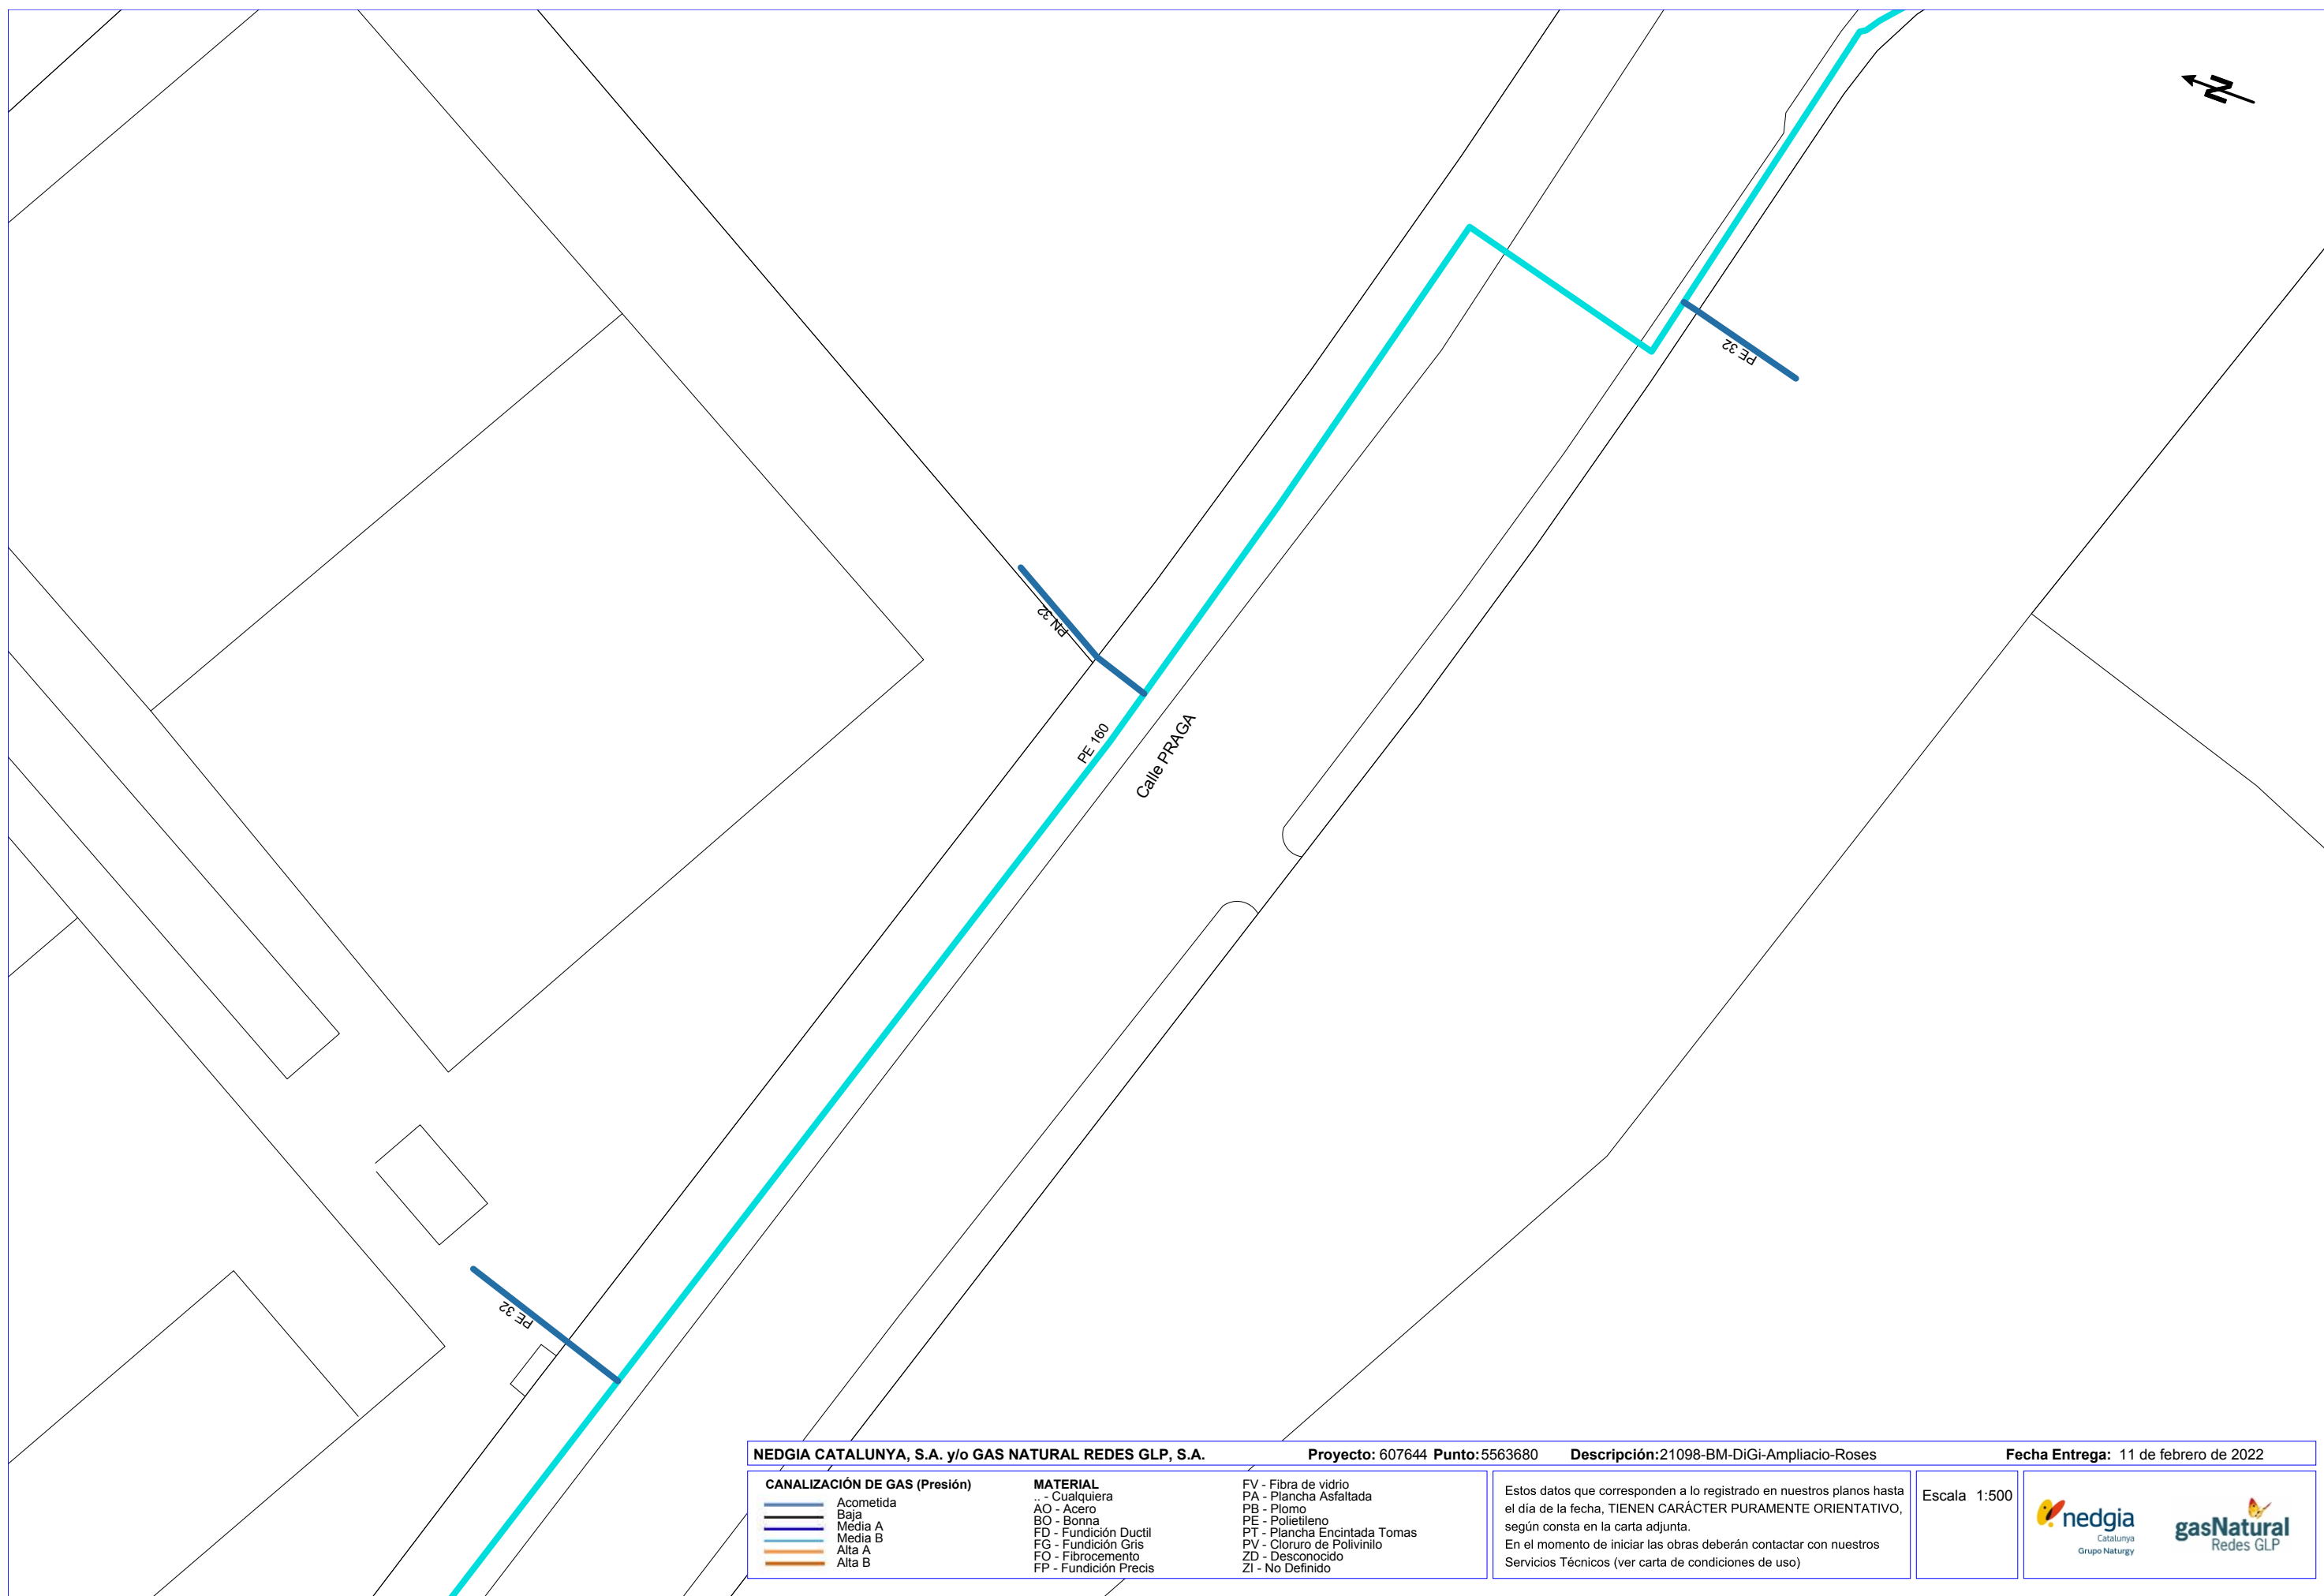 N
PE 32
PN 32
PE 160
Calle PRAGA
PE 32
NEDGIA CATALUNYA, S.A. y/o GAS NATURAL REDES GLP, S.A. Proyecto: 607644 Punto:5563680 Descripción:21098-BM-DiGi-Ampliacio-Roses Fecha Entrega: 11 de febrero de 2022
CANALIZACIÓN DE GAS (Presión)
Acometida
Baja
Media A
Media B
Alta A
Alta B
MATERIAL
.. - Cualquiera
AO - Acero
BO - Bonna
FD - Fundición Ductil
FG - Fundición Gris
FO - Fibrocemento
FP - Fundición Precis
FV - Fibra de vidrio
PA - Plancha Asfaltada
PB - Plomo
PE - Polietileno
PT - Plancha Encintada Tomas
PV - Cloruro de Polivinilo
ZD - Desconocido
ZI - No Definido
Estos datos que corresponden a lo registrado en nuestros planos hasta
el día de la fecha, TIENEN CARÁCTER PURAMENTE ORIENTATIVO,
según consta en la carta adjunta.
En el momento de iniciar las obras deberán contactar con nuestros
Servicios Técnicos (ver carta de condiciones de uso)
Escala 1:500
nedgia
Catalunya
Grupo Naturgy
gasNatural
Redes GLP